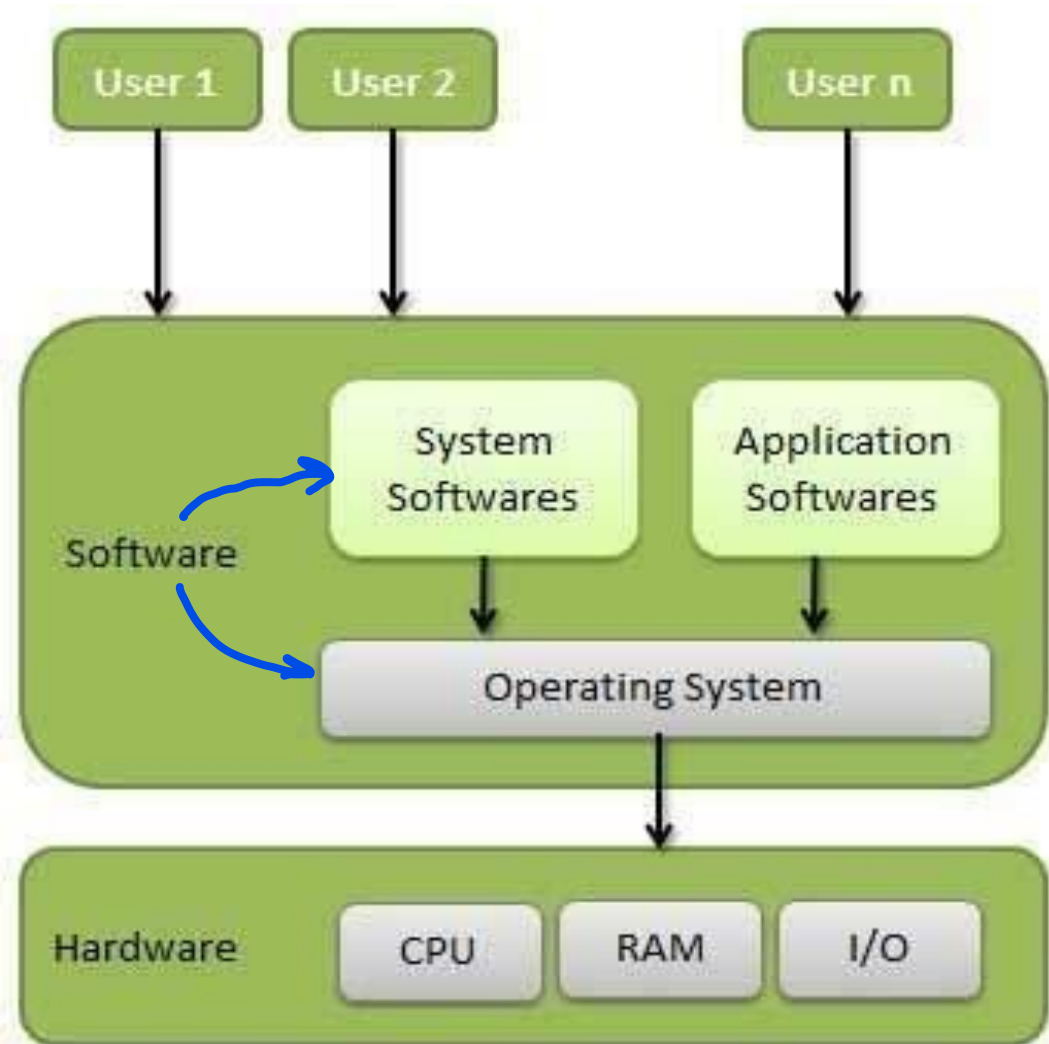 User 1
User 2
User n
System
Softwares
Application
Softwares
Software
Operating System
Hardware
CPU
RAM
I/O